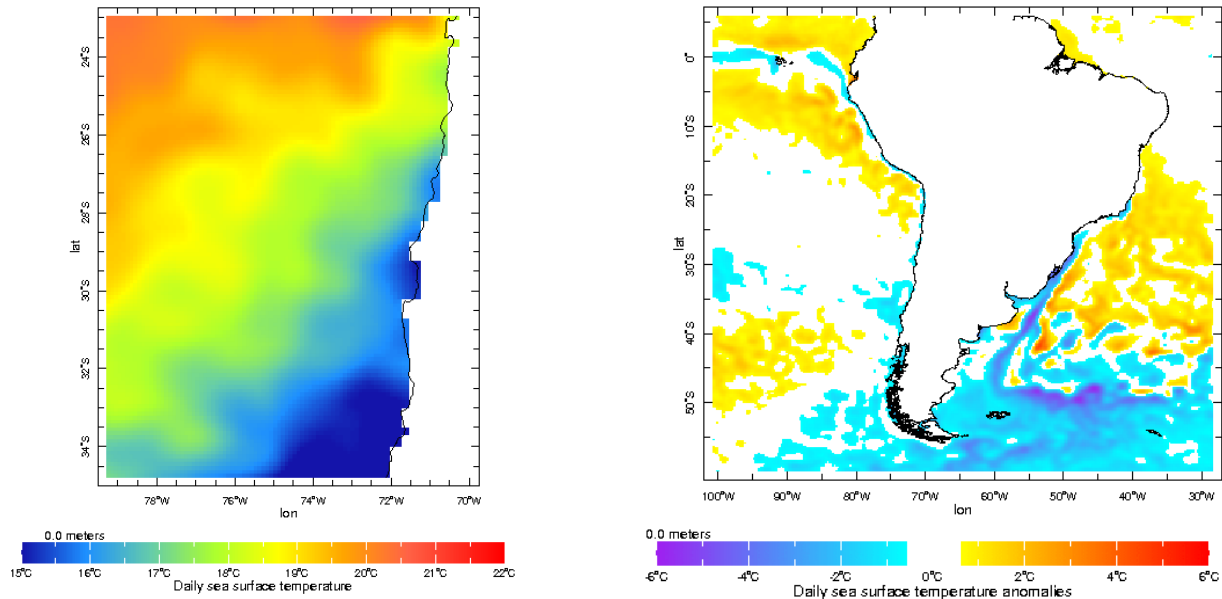 24°S
26°S
28°S
lat
30°S
32°S
34°S
78°W 76°W 74°W 72°W 70°W
lon
0.0 meters
15°C 16°C 17°C 18°C 19°C 20°C 21°C 22°C
Daily sea surface temperature
0°
10°S
20°S
lat
30°S
40°S
50°S
100°W 90°W 80°W 70°W 60°W 50°W 40°W 30°W
lon
0.0 meters
-6°C -4°C -2°C 0°C 2°C 4°C 6°C
Daily sea surface temperature anomalies